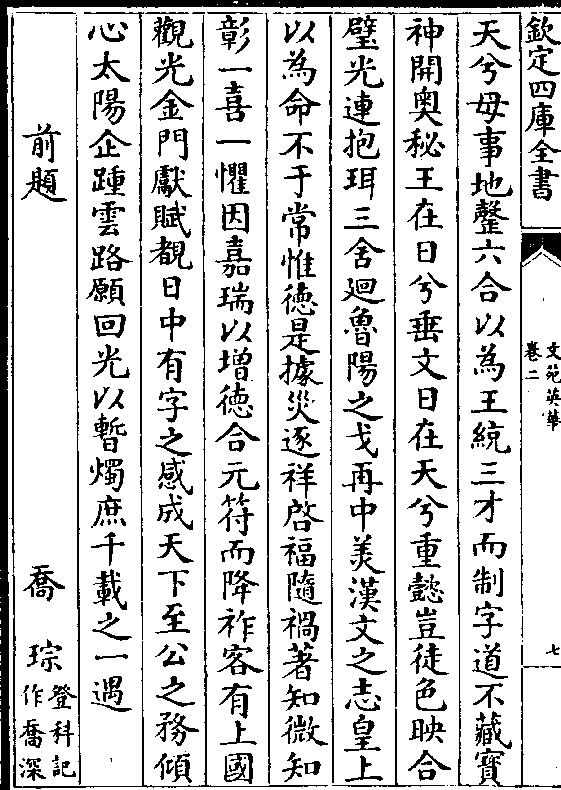 欽定四庫全書
文苑英華
卷二
七
天兮母事地鼇六合以為王統三才而制字道不藏寶
神開奥秘王在日兮垂文日在天兮重懿豈徒色映合
璧光連抱珥三舍廻魯陽之戈再中美漢文之志皇上
以為命不于常惟徳是據災逐祥啓福隨禍著知微知
彰一喜一懼因嘉瑞以增徳合元符而降祚客有上國
觀光金門獻賦覩日中有字之感成天下至公之務傾
心太陽企踵雲路願回光以暫燭庶千載之一遇
前題
喬琮
登科記
作喬深